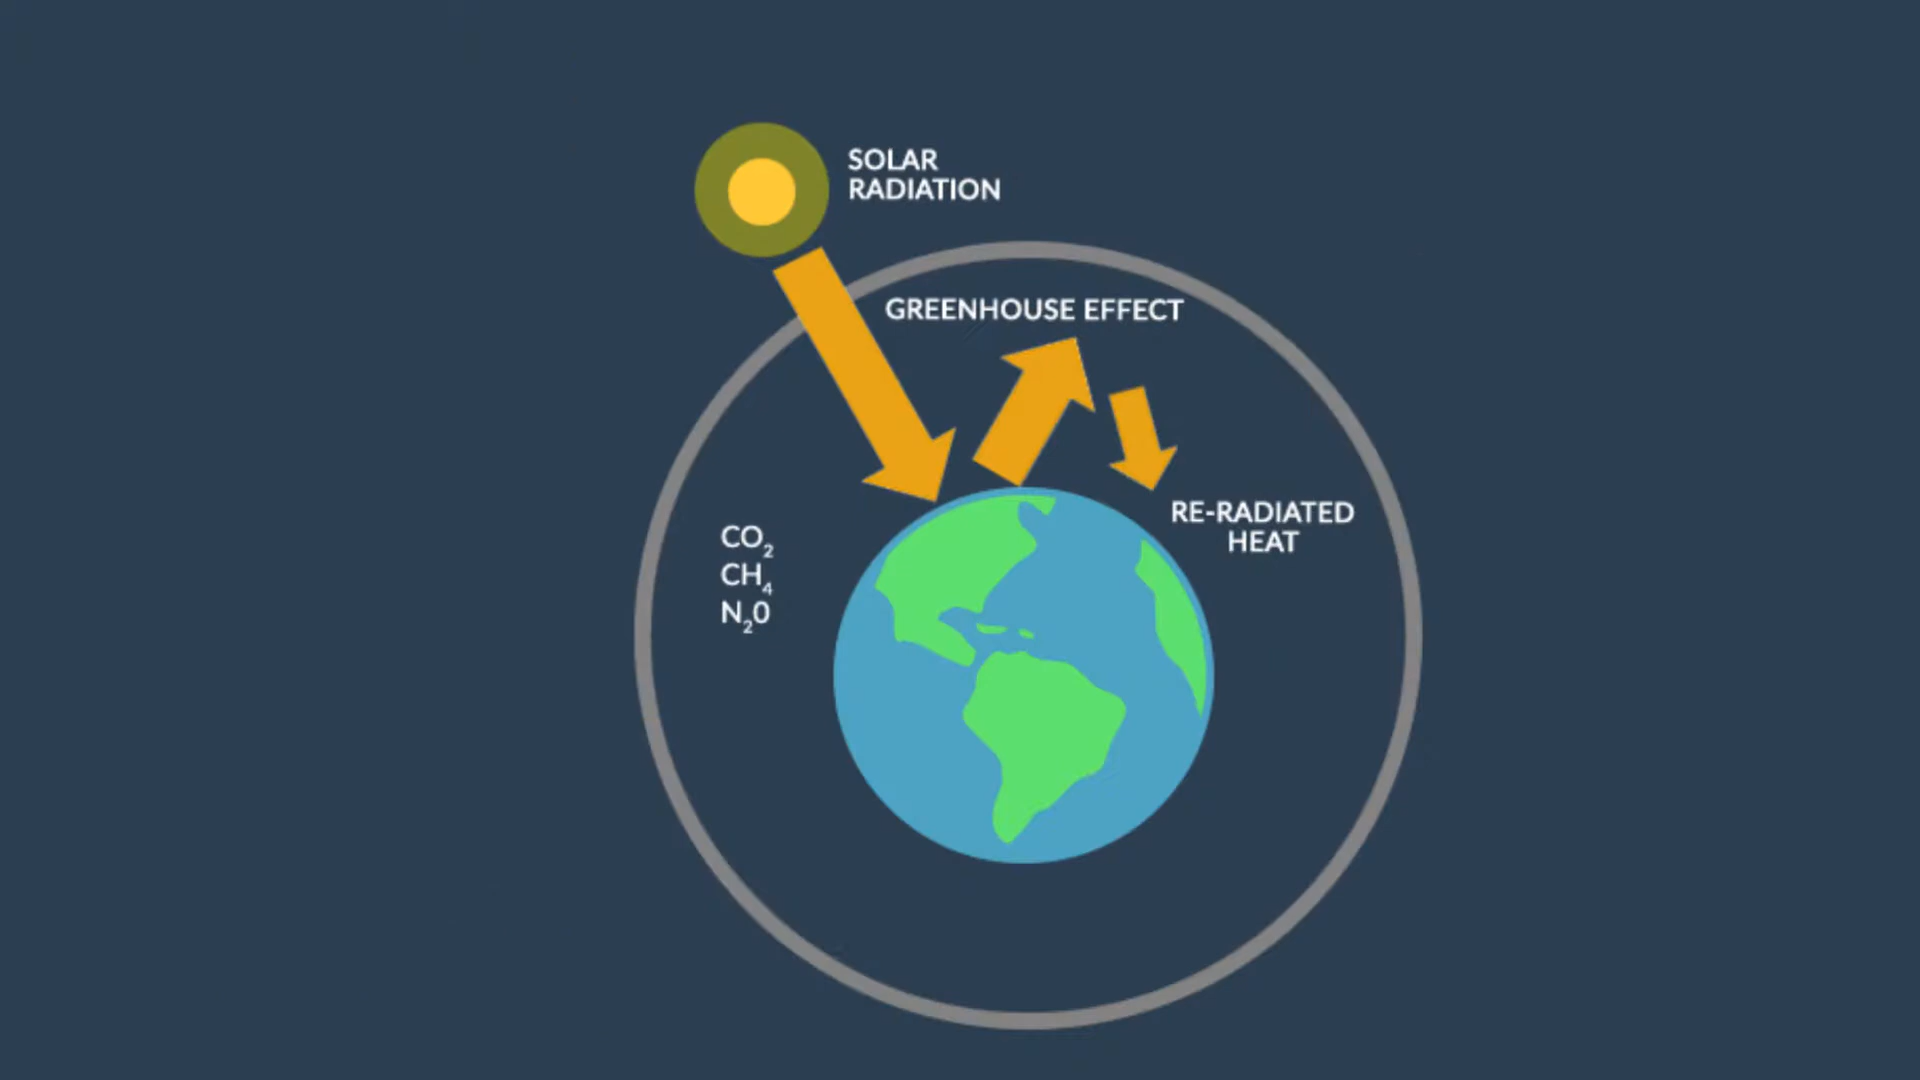 SOLAR
RADIATION
GREENHOUSE EFFECT
RE-RADIATED
HEAT
CO₂
CH₄
N₂0